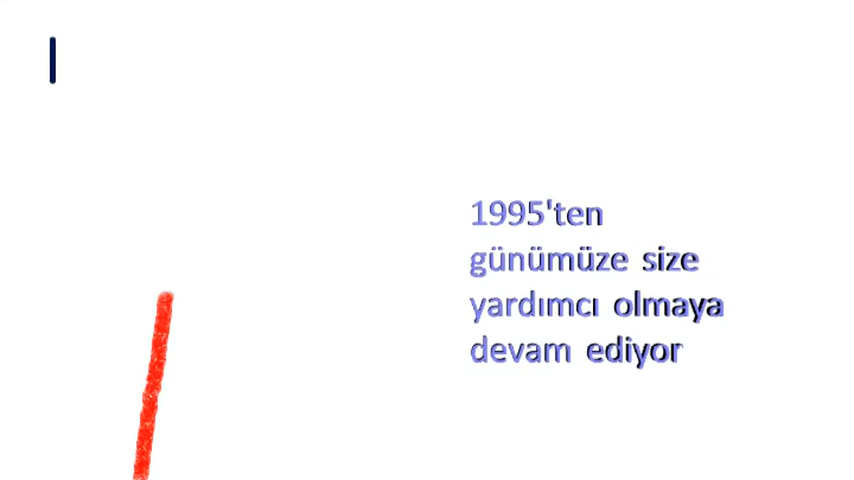 1995'ten
günümüze size
yardımcı olmaya
devam ediyor